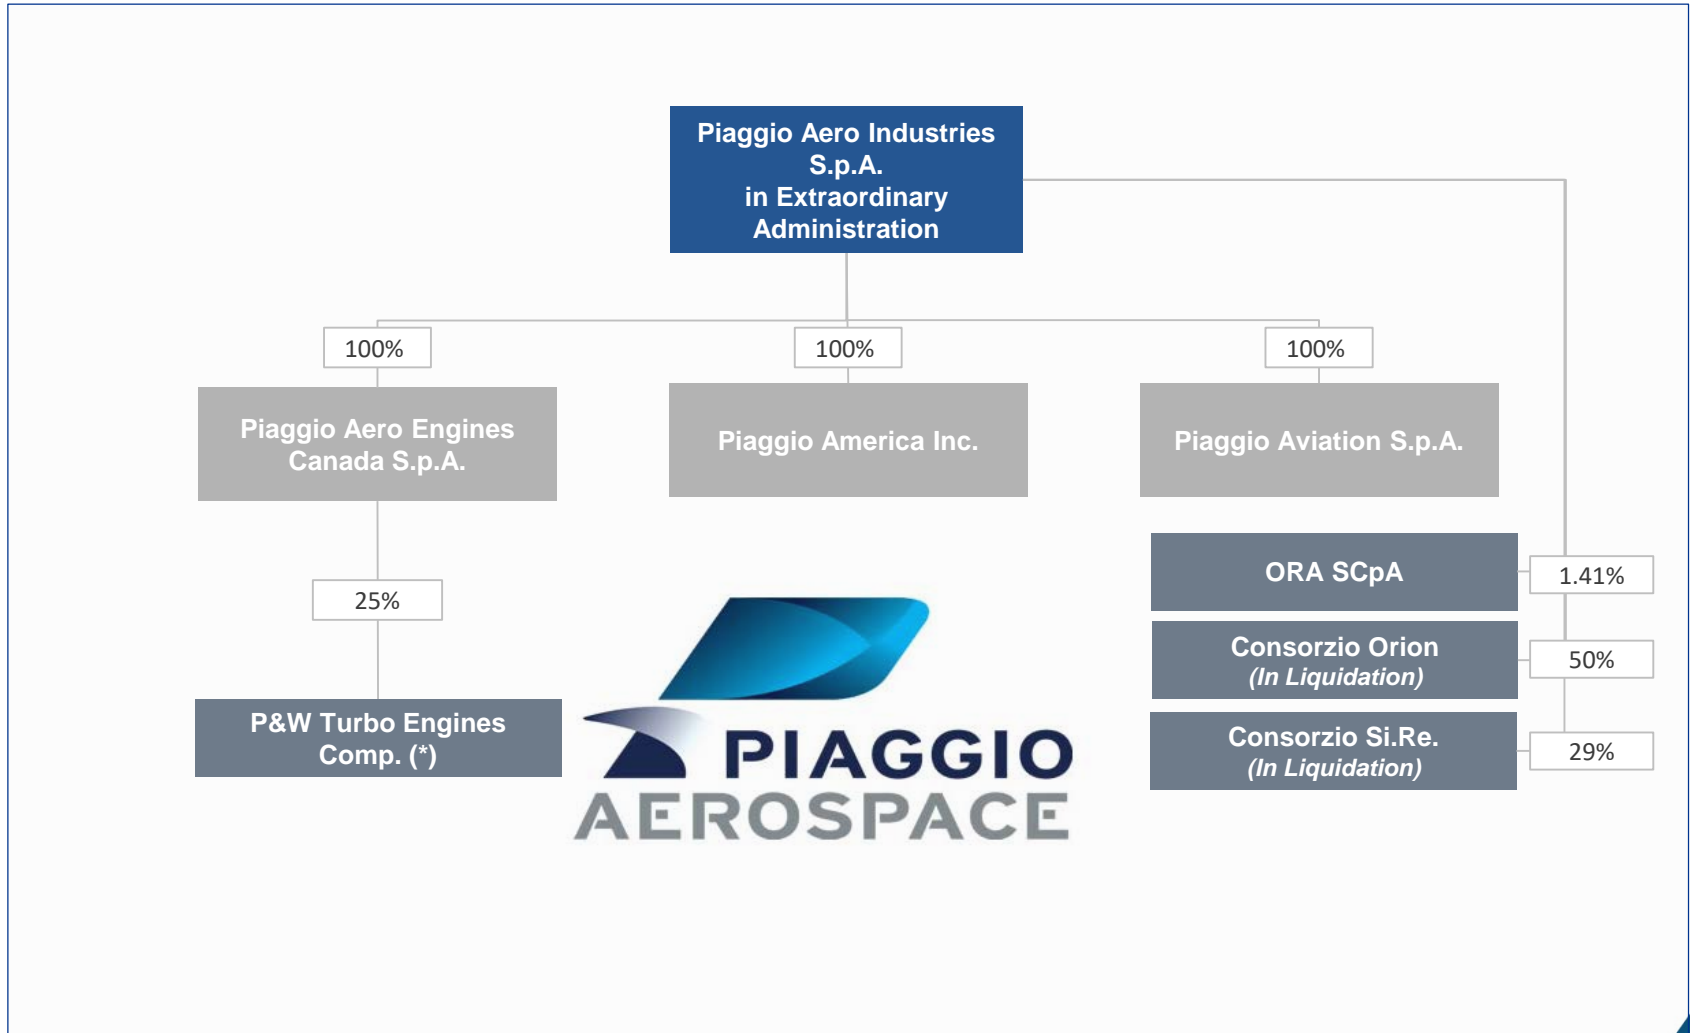 Piaggio Aero Industries
S.p.A.
in Extraordinary
Administration
100%
100%
100%
Piaggio Aero Engines
Canada S.p.A.
Piaggio America Inc.
Piaggio Aviation S.p.A.
25%
P&W Turbo Engines
Comp. (*)
ORA SCpA
1.41%
Consorzio Orion
(In Liquidation)
50%
Consorzio Si.Re.
(In Liquidation)
29%
PIAGGIO
AEROSPACE